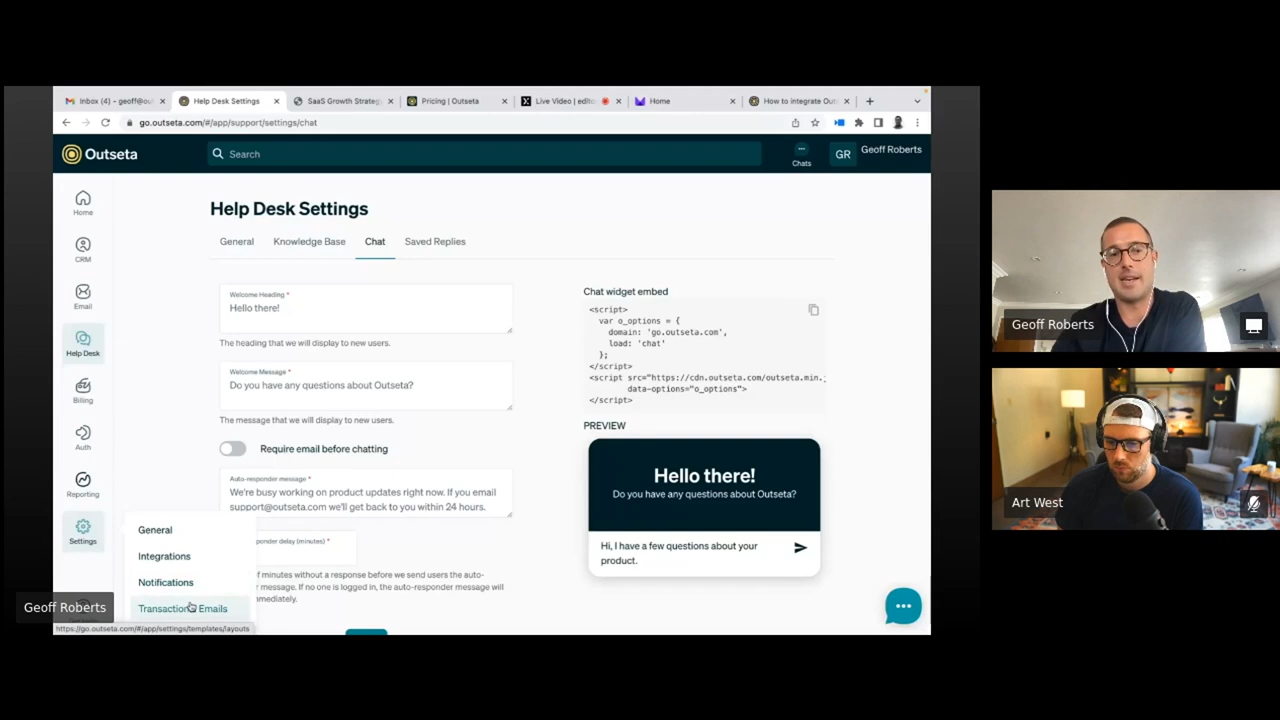 Inbox (4) - geoff@out
Help Desk Settings
SaaS Growth Strateg
Pricing | Outseta
Live Video | edito
Home
How to integrate Out
go.outseta.com/#/app/support/settings/chat
Outseta
Search
Chats
GR
Geoff Roberts
Home
CRM
Email
Help Desk
Billing
Auth
Reporting
Settings
Help Desk Settings
General
Knowledge Base
Chat
Saved Replies
Welcome Heading *
Hello there!
The heading that we will display to new users.
Welcome Message *
Do you have any questions about Outseta?
The message that we will display to new users.
Require email before chatting
Auto-responder message *
We're busy working on product updates right now. If you email
support@outseta.com we'll get back to you within 24 hours.
ponder delay (minutes) *
of minutes without a response before we send users the auto-
r message. If no one is logged in, the auto-responder message will
mediately.
General
Integrations
Notifications
Transactional Emails
https://go.outseta.com/#/app/settings/templates/layouts
Chat widget embed
<script>
var o_options = {
domain: 'go.outseta.com',
load: 'chat'
};
</script>
<script src="https://cdn.outseta.com/outseta.min.j
data-options="o_options">
</script>
PREVIEW
Hello there!
Do you have any questions about Outseta?
Hi, I have a few questions about your
product.
Geoff Roberts
Geoff Roberts
Art West